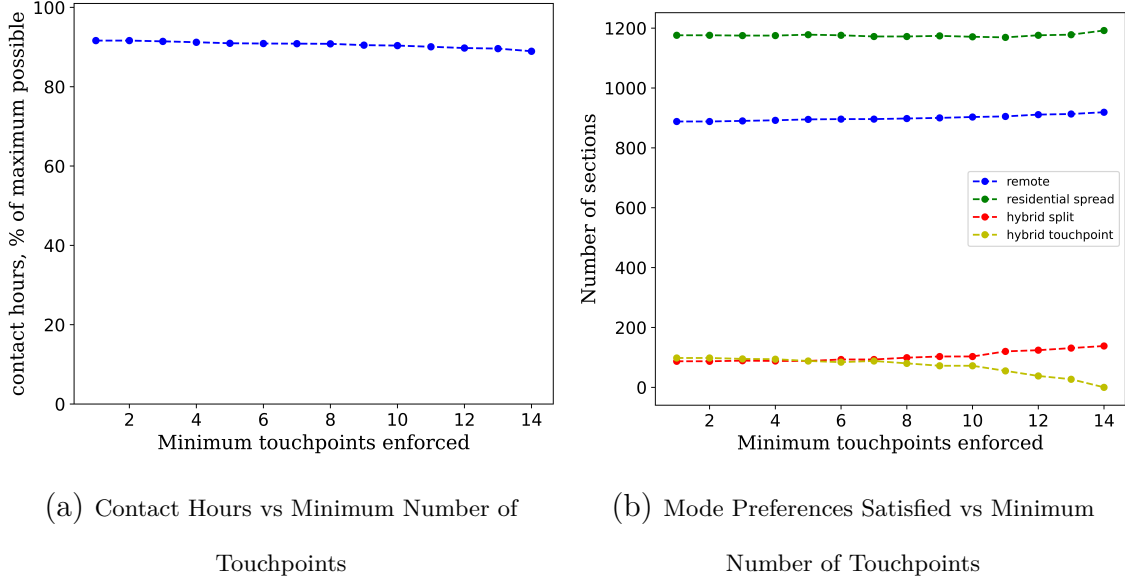 contact hours, % of maximum possible
100
80
60
40
20
0
2 4 6 8 10 12 14
Minimum touchpoints enforced
(a) Contact Hours vs Minimum Number of
Touchpoints
Number of sections
1200
1000
800
600
400
200
0
remote
residential spread
hybrid split
hybrid touchpoint
2 4 6 8 10 12 14
Minimum touchpoints enforced
(b) Mode Preferences Satisfied vs Minimum
Number of Touchpoints